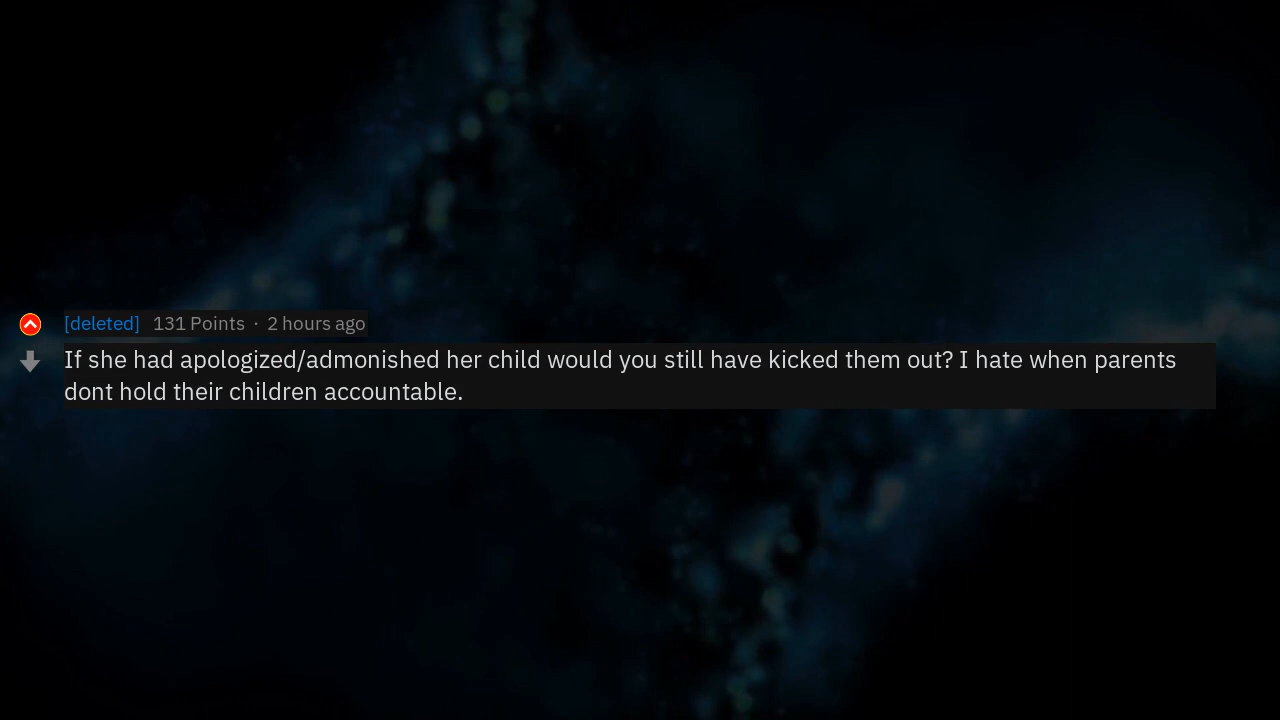 [deleted] 131 Points · 2 hours ago
If she had apologized/admonished her child would you still have kicked them out? I hate when parents
dont hold their children accountable.